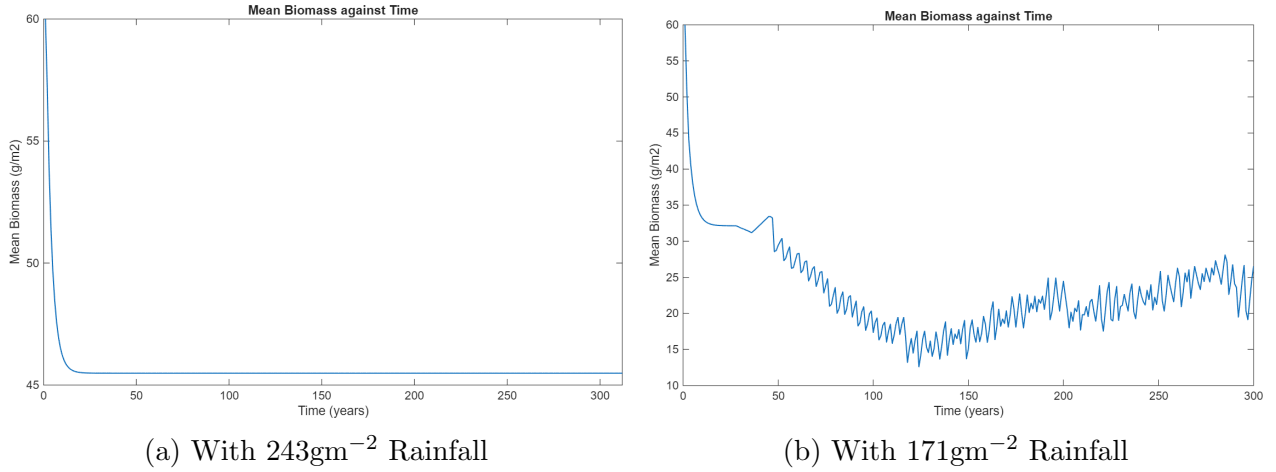 Mean Biomass against Time
60
55
50
45
Mean Biomass (g/m2)
0 50 100 150 200 250 300
Time (years)
(a) With 243gm⁻² Rainfall
Mean Biomass against Time
60
55
50
45
40
35
30
25
20
15
10
Mean Biomass (g/m2)
0 50 100 150 200 250 300
Time (years)
(b) With 171gm⁻² Rainfall